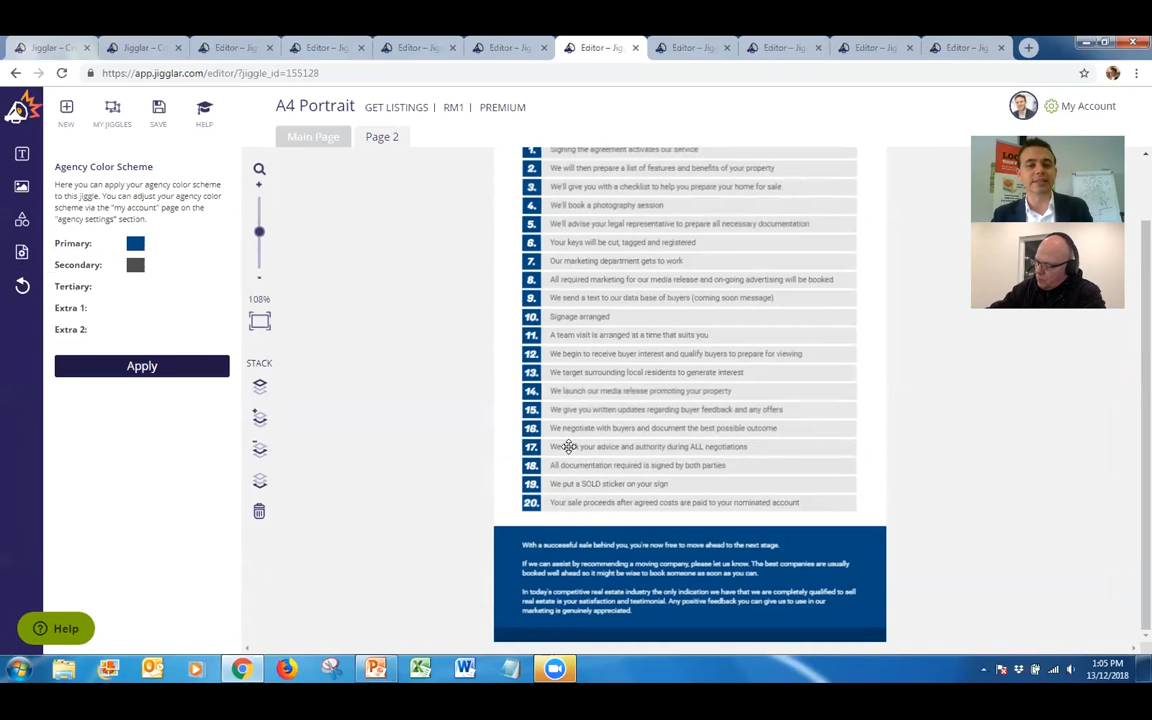 Jigglar – Cr
Jigglar – Cr
Editor – Jig
Editor – Jig
Editor – Jig
Editor – Jig
Editor – Jig
Editor – Jig
Editor – Jig
Editor – Jig
Editor – Jig
https://app.jigglar.com/editor/?jiggle_id=155128
NEW
MY JIGGLES
SAVE
HELP
A4 Portrait GET LISTINGS | RM1 | PREMIUM
My Account
Main Page
Page 2
Agency Color Scheme
Here you can apply your agency color scheme
to this jiggle. You can adjust your agency color
scheme via the "my account" page on the
"agency settings" section.
Primary:
Secondary:
Tertiary:
Extra 1:
Extra 2:
Apply
108%
STACK
1. Signing the agreement activates our service
2. We will then prepare a list of features and benefits of your property
3. We'll give you with a checklist to help you prepare your home for sale
4. We'll book a photography session
5. We'll advise your legal representative to prepare all necessary documentation
6. Your keys will be cut, tagged and registered
7. Our marketing department gets to work
8. All required marketing for our media release and on-going advertising will be booked
9. We send a text to our data base of buyers (coming soon message)
10. Signage arranged
11. A team visit is arranged at a time that suits you
12. We begin to receive buyer interest and qualify buyers to prepare for viewing
13. We target surrounding local residents to generate interest
14. We launch our media release promoting your property
15. We give you written updates regarding buyer feedback and any offers
16. We negotiate with buyers and document the best possible outcome
17. We your advice and authority during ALL negotiations
18. All documentation required is signed by both parties
19. We put a SOLD sticker on your sign
20. Your sale proceeds after agreed costs are paid to your nominated account
With a successful sale behind you, you're now free to move ahead to the next stage.
If we can assist by recommending a moving company, please let us know. The best companies are usually
booked well ahead so it might be wise to book someone as soon as you can.
In today's competitive real estate industry the only indication we have that we are completely qualified to sell
real estate is your satisfaction and testimonial. Any positive feedback you can give us to use in our
marketing is genuinely appreciated.
Help
1:05 PM
13/12/2018